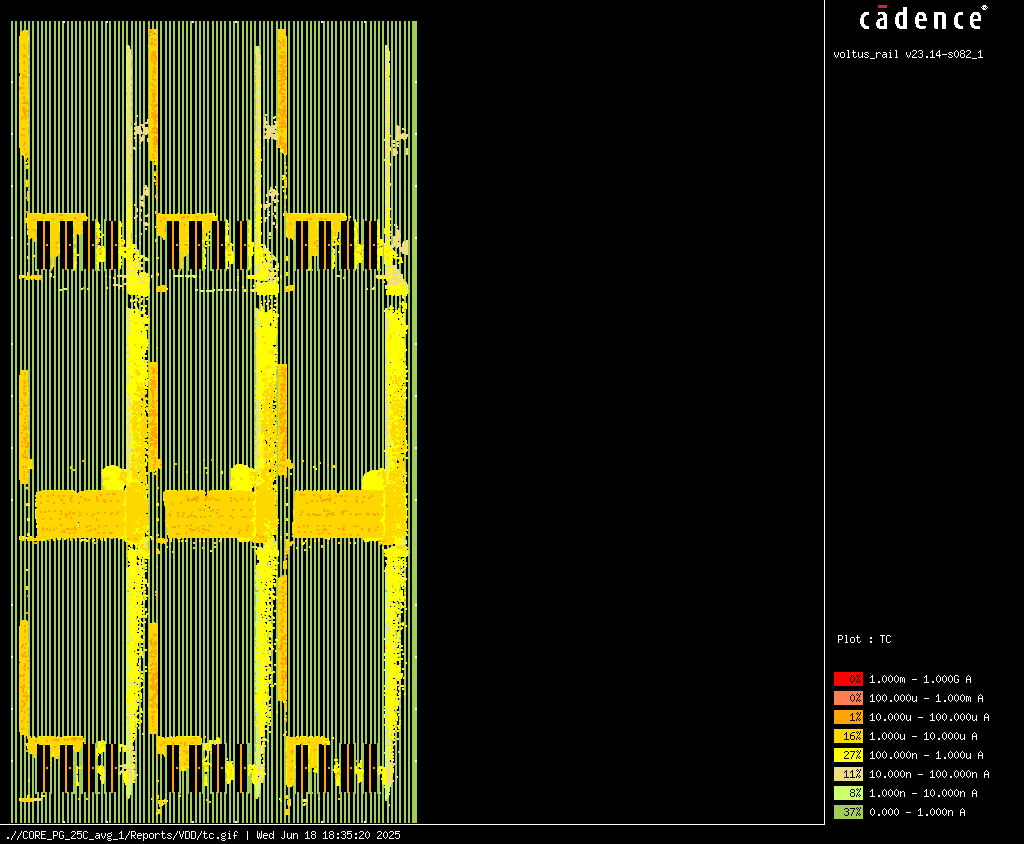 cādence®
voltus_rail v23.14-s082_1
Plot : TC
0% 1.000m - 1.000G A
0% 100.000u - 1.000m A
1% 10.000u - 100.000u A
16% 1.000u - 10.000u A
27% 100.000n - 1.000u A
11% 10.000n - 100.000n A
8% 1.000n - 10.000n A
37% 0.000 - 1.000n A
.//CORE_PG_25C_avg_1/Reports/VDD/tc.gif | Wed Jun 18 18:35:20 2025